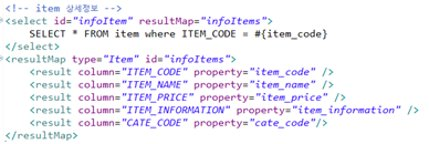 <!-- item 상세정보 -->
<select id="infoItem" resultMap="infoItems">
SELECT * FROM item where ITEM_CODE = #{item_code}
</select>
<resultMap type="Item" id="infoItems">
<result column="ITEM_CODE" property="item_code" />
<result column="ITEM_NAME" property="item_name" />
<result column="ITEM_PRICE" property="item_price" />
<result column="ITEM_INFORMATION" property="item_information" />
<result column="CATE_CODE" property="cate_code"/>
</resultMap>